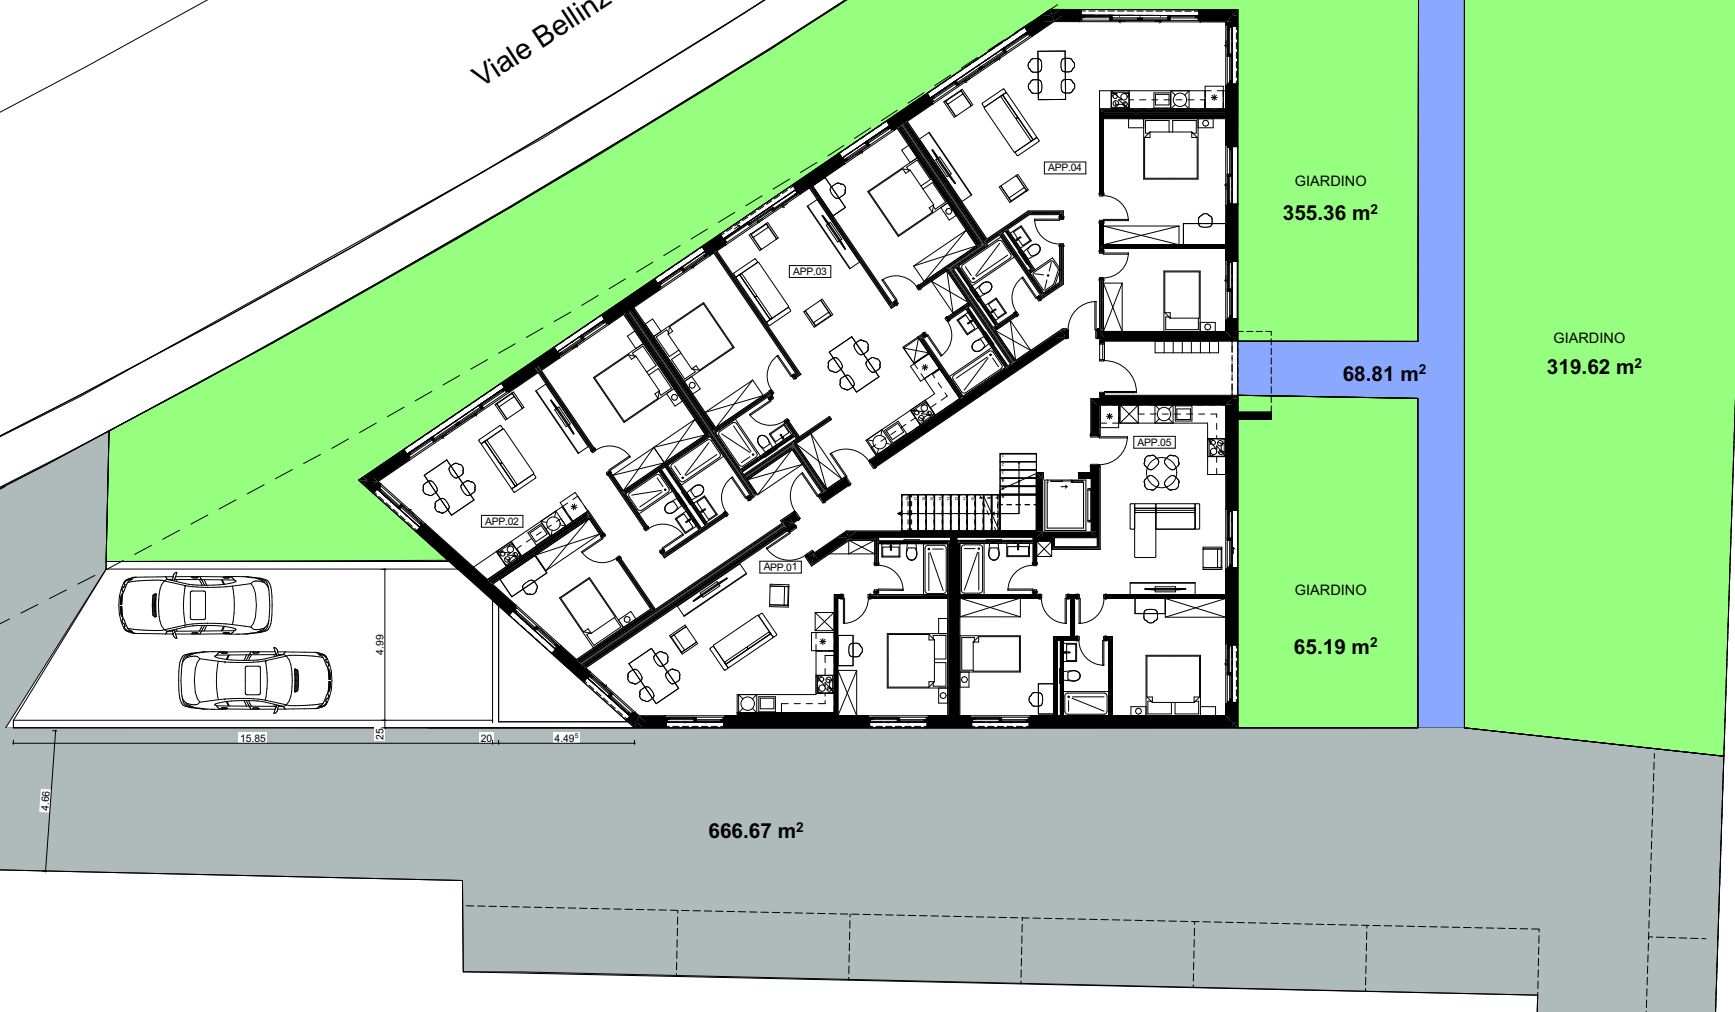 Viale Bellinz
APP.04
GIARDINO
355.36 m²
APP.03
GIARDINO
319.62 m²
68.81 m²
APP.05
APP.02
APP.01
GIARDINO
65.19 m²
4.99
25
15.85
20
4.49⁵
4.66
666.67 m²